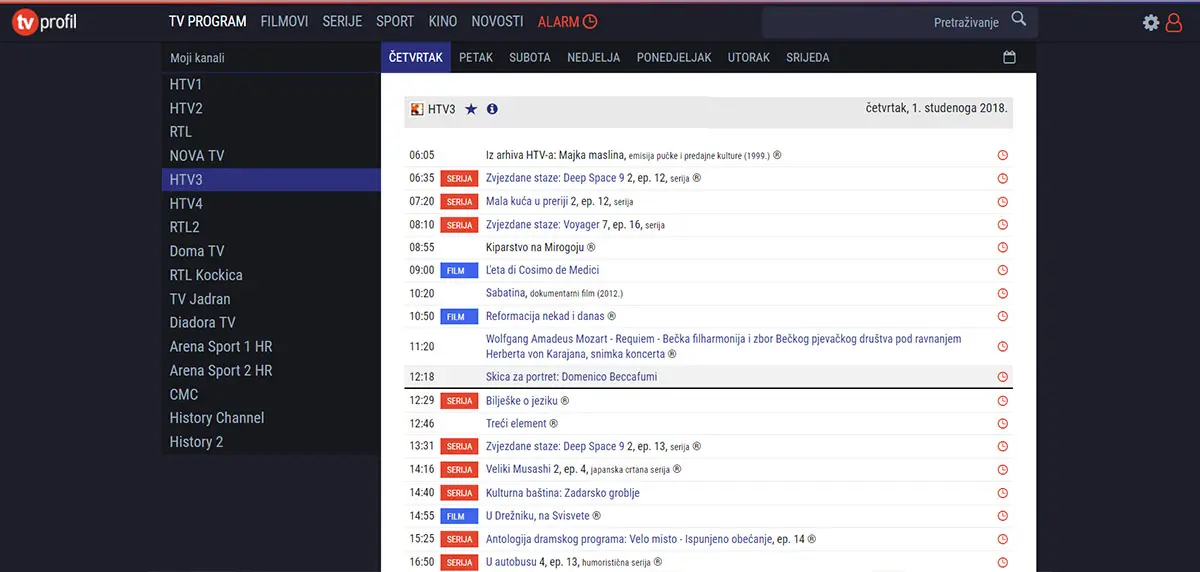 tvprofil
TV PROGRAM FILMOVI SERIJE SPORT KINO NOVOSTI ALARM
Pretraživanje
Moji kanali
HTV1
HTV2
RTL
NOVA TV
HTV3
HTV4
RTL2
Doma TV
RTL Kockica
TV Jadran
Diadora TV
Arena Sport 1 HR
Arena Sport 2 HR
CMC
History Channel
History 2
ČETVRTAK PETAK SUBOTA NEDJELJA PONEDJELJAK UTORAK SRIJEDA
HTV3
četvrtak, 1. studenoga 2018.
06:05 Iz arhiva HTV-a: Majka maslina, emisija pučke i predajne kulture (1999.) ®
06:35 SERIJA Zvjezdane staze: Deep Space 9 2, ep. 12, serija ®
07:20 SERIJA Mala kuća u preriji 2, ep. 12, serija
08:10 SERIJA Zvjezdane staze: Voyager 7, ep. 16, serija
08:55 Kiparstvo na Mirogoju ®
09:00 FILM L'eta di Cosimo de Medici
10:20 Sabatina, dokumentarni film (2012.)
10:50 FILM Reformacija nekad i danas ®
11:20 Wolfgang Amadeus Mozart - Requiem - Bečka filharmonija i zbor Bečkog pjevačkog društva pod ravnanjem
Herberta von Karajana, snimka koncerta ®
12:18 Skica za portret: Domenico Beccafumi
12:29 SERIJA Bilješke o jeziku ®
12:46 Treći element ®
13:31 SERIJA Zvjezdane staze: Deep Space 9 2, ep. 13, serija ®
14:16 SERIJA Veliki Musashi 2, ep. 4, japanska crtana serija ®
14:40 SERIJA Kulturna baština: Zadarsko groblje
14:55 FILM U Drežniku, na Svisvete ®
15:25 SERIJA Antologija dramskog programa: Velo misto - Ispunjeno obećanje, ep. 14 ®
16:50 SERIJA U autobusu 4, ep. 13, humoristična serija ®